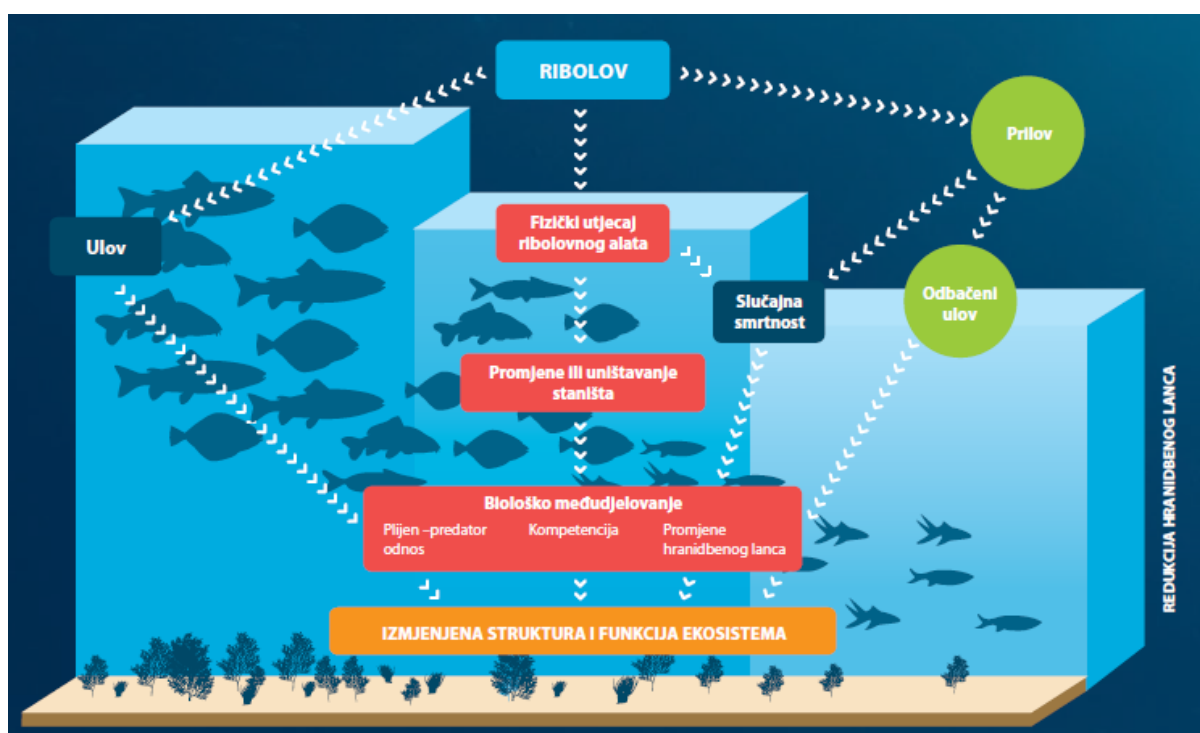 RIBOLOV
Prilov
Ulov
Fizički utjecaj
ribolovnog alata
Slučajna
smrtnost
Odbačeni
ulov
Promjene ili uništavanje
staništa
Biološko međudjelovanje
Plijen –predator
odnos
Kompetencija
Promjene
hranidbenog lanca
IZMJENJENA STRUKTURA I FUNKCIJA EKOSISTEMA
REDUKCIJA HRANIDBENOG LANCA